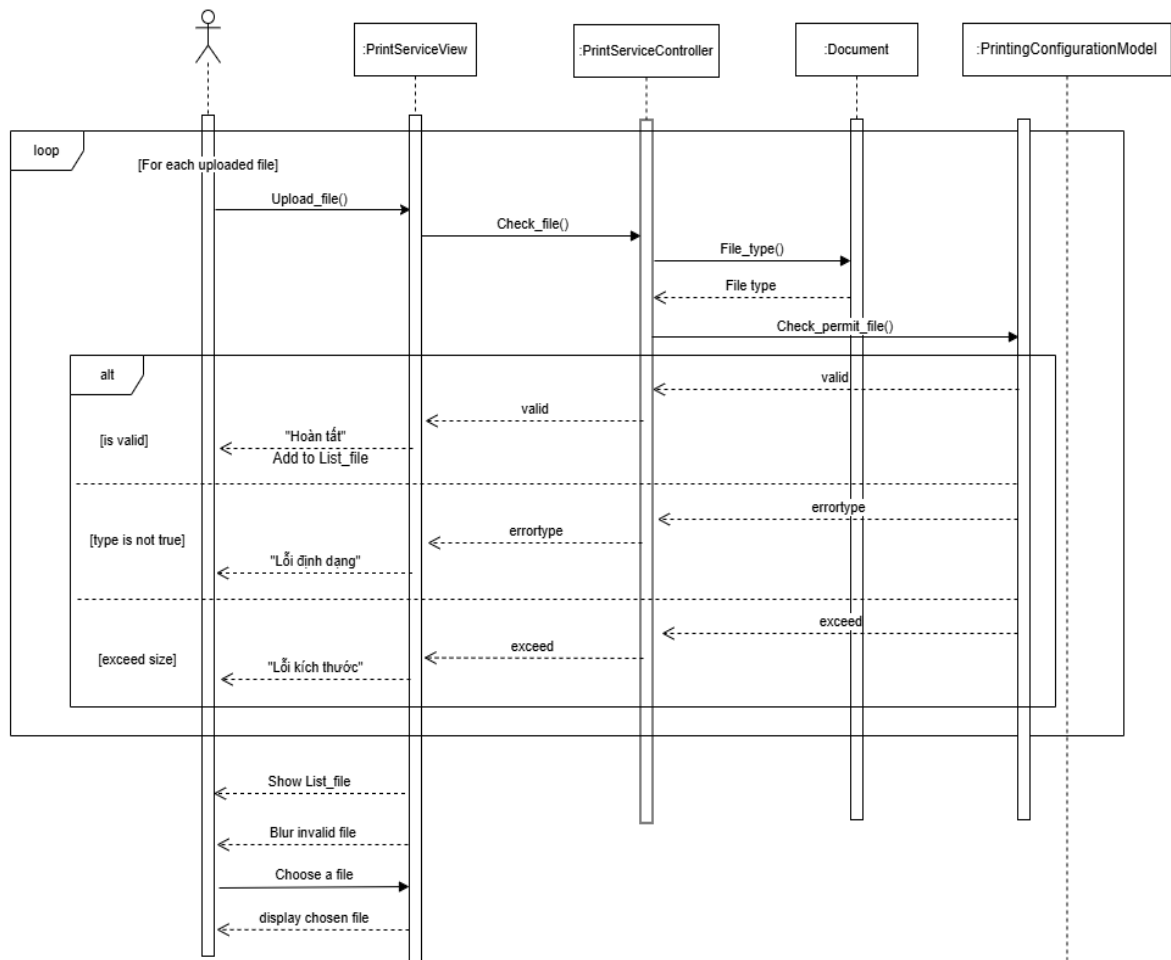 :PrintServiceView
:PrintServiceController
:Document
:PrintingConfigurationModel
loop
[For each uploaded file]
Upload_file()
Check_file()
File_type()
File type
Check_permit_file()
alt
valid
valid
[is valid]
"Hoàn tất"
Add to List_file
errortype
errortype
[type is not true]
"Lỗi định dạng"
exceed
exceed
[exceed size]
"Lỗi kích thước"
Show List_file
Blur invalid file
Choose a file
display chosen file